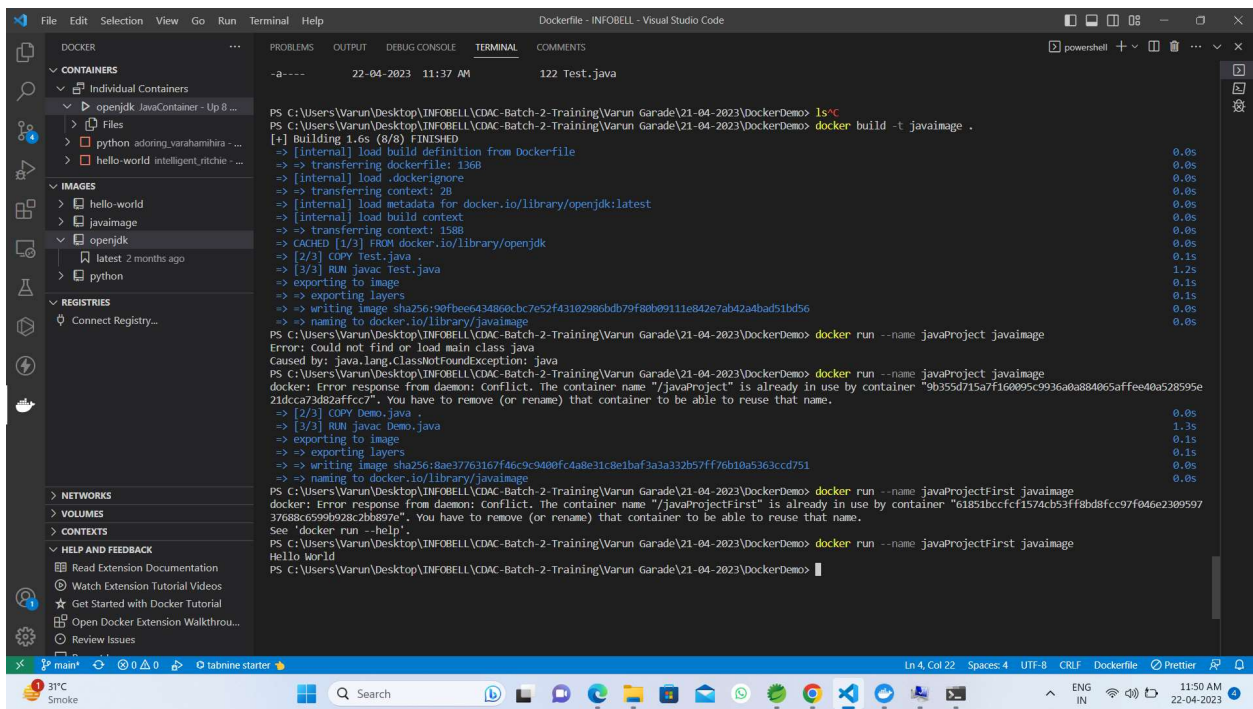 File Edit Selection View Go Run Terminal Help
Dockerfile - INFOBELL - Visual Studio Code
DOCKER
CONTAINERS
Individual Containers
openjdk JavaContainer - Up 8 ...
Files
python adoring_varahamihira - ...
hello-world intelligent_ritchie - ...
IMAGES
hello-world
javaimage
openjdk
latest 2 months ago
python
REGISTRIES
Connect Registry...
NETWORKS
VOLUMES
CONTEXTS
HELP AND FEEDBACK
Read Extension Documentation
Watch Extension Tutorial Videos
Get Started with Docker Tutorial
Open Docker Extension Walkthrou...
Review Issues
PROBLEMS OUTPUT DEBUG CONSOLE TERMINAL COMMENTS
powershell
-a---- 22-04-2023 11:37 AM 122 Test.java
PS C:\Users\Varun\Desktop\INFOBELL\CDAC-Batch-2-Training\Varun Garade\21-04-2023\DockerDemo> ls^C
PS C:\Users\Varun\Desktop\INFOBELL\CDAC-Batch-2-Training\Varun Garade\21-04-2023\DockerDemo> docker build -t javaimage .
[+] Building 1.6s (8/8) FINISHED
=> [internal] load build definition from Dockerfile 0.0s
=> => transferring dockerfile: 136B 0.0s
=> [internal] load .dockerignore 0.0s
=> => transferring context: 2B 0.0s
=> [internal] load metadata for docker.io/library/openjdk:latest 0.0s
=> [internal] load build context 0.0s
=> => transferring context: 158B 0.0s
=> CACHED [1/3] FROM docker.io/library/openjdk 0.0s
=> [2/3] COPY Test.java . 0.1s
=> [3/3] RUN javac Test.java 1.2s
=> exporting to image 0.1s
=> => exporting layers 0.1s
=> => writing image sha256:90fbee6434860cbc7e52f43102986bdb79f80b09111e842e7ab42a4bad51bd56 0.0s
=> => naming to docker.io/library/javaimage 0.0s
PS C:\Users\Varun\Desktop\INFOBELL\CDAC-Batch-2-Training\Varun Garade\21-04-2023\DockerDemo> docker run --name javaProject javaimage
Error: Could not find or load main class java
Caused by: java.lang.ClassNotFoundException: java
PS C:\Users\Varun\Desktop\INFOBELL\CDAC-Batch-2-Training\Varun Garade\21-04-2023\DockerDemo> docker run --name javaProject javaimage
docker: Error response from daemon: Conflict. The container name "/javaProject" is already in use by container "9b355d715a7f160095c9936a0a884065affee40a528595e
21dcca73d82affcc7". You have to remove (or rename) that container to be able to reuse that name.
=> [2/3] COPY Demo.java . 0.0s
=> [3/3] RUN javac Demo.java 1.3s
=> exporting to image 0.1s
=> => exporting layers 0.1s
=> => writing image sha256:8ae37763167f46c9c9400fc4a8e31c8e1baf3a3a332b57ff76b10a5363ccd751 0.0s
=> => naming to docker.io/library/javaimage 0.0s
PS C:\Users\Varun\Desktop\INFOBELL\CDAC-Batch-2-Training\Varun Garade\21-04-2023\DockerDemo> docker run --name javaProjectFirst javaimage
docker: Error response from daemon: Conflict. The container name "/javaProjectFirst" is already in use by container "61851bccfcf1574cb53ff8bd8fcc97f046e2309597
37688c6599b928c2bb897e". You have to remove (or rename) that container to be able to reuse that name.
See 'docker run --help'.
PS C:\Users\Varun\Desktop\INFOBELL\CDAC-Batch-2-Training\Varun Garade\21-04-2023\DockerDemo> docker run --name javaProjectFirst javaimage
Hello World
PS C:\Users\Varun\Desktop\INFOBELL\CDAC-Batch-2-Training\Varun Garade\21-04-2023\DockerDemo>
main* 0 0 tabnine starter Ln 4, Col 22 Spaces: 4 UTF-8 CRLF Dockerfile Prettier
31°C
Smoke
Search
ENG
IN
11:50 AM
22-04-2023